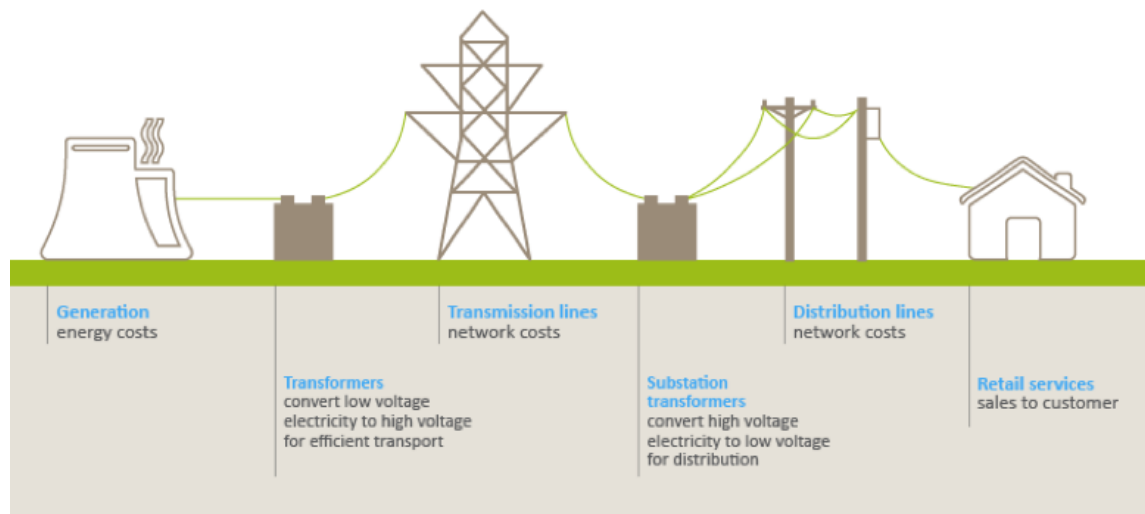 Generation
energy costs
Transformers
convert low voltage
electricity to high voltage
for efficient transport
Transmission lines
network costs
Substation
transformers
convert high voltage
electricity to low voltage
for distribution
Distribution lines
network costs
Retail services
sales to customer